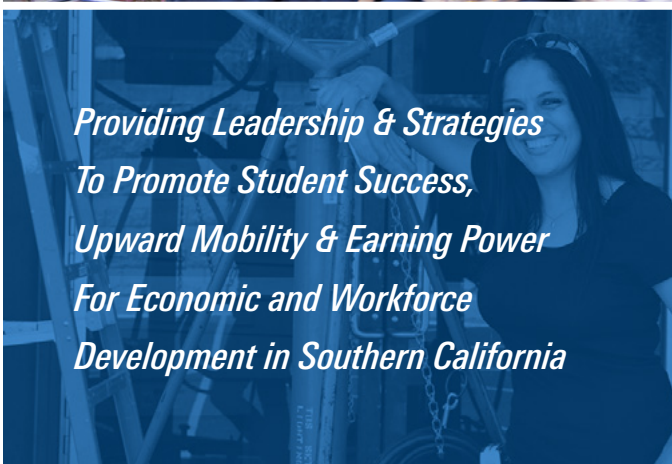 Providing Leadership & Strategies
To Promote Student Success,
Upward Mobility & Earning Power
For Economic and Workforce
Development in Southern California